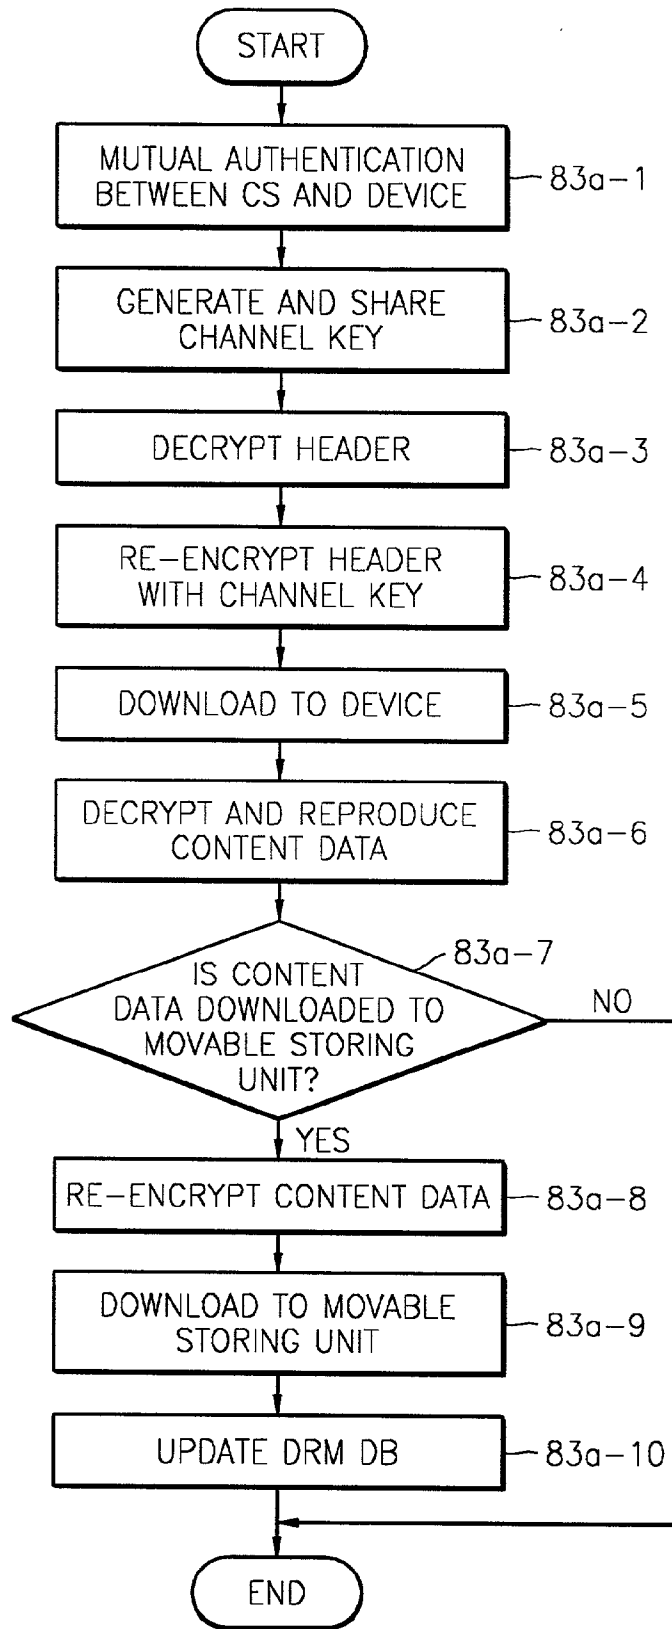 START
MUTUAL AUTHENTICATION
BETWEEN CS AND DEVICE
83a-1
GENERATE AND SHARE
CHANNEL KEY
83a-2
DECRYPT HEADER
83a-3
RE-ENCRYPT HEADER
WITH CHANNEL KEY
83a-4
DOWNLOAD TO DEVICE
83a-5
DECRYPT AND REPRODUCE
CONTENT DATA
83a-6
83a-7
IS CONTENT
DATA DOWNLOADED TO
MOVABLE STORING
UNIT?
NO
YES
RE-ENCRYPT CONTENT DATA
83a-8
DOWNLOAD TO MOVABLE
STORING UNIT
83a-9
UPDATE DRM DB
83a-10
END